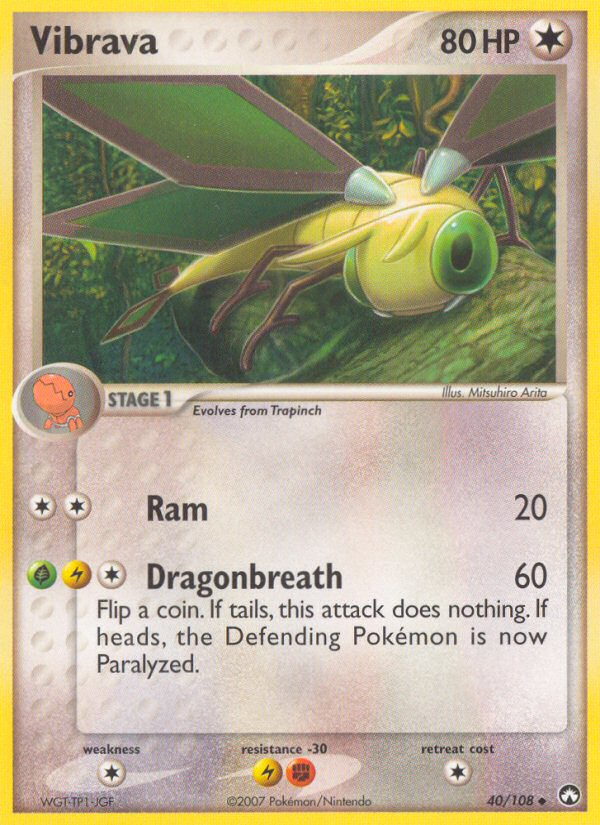 Vibrava
80 HP
Illus. Mitsuhiro Arita
STAGE 1
Evolves from Trapinch
Ram 20
Dragonbreath 60
Flip a coin. If tails, this attack does nothing. If
heads, the Defending Pokémon is now
Paralyzed.
weakness resistance -30 retreat cost
WGT-TP1-JGF ©2007 Pokémon/Nintendo 40/108